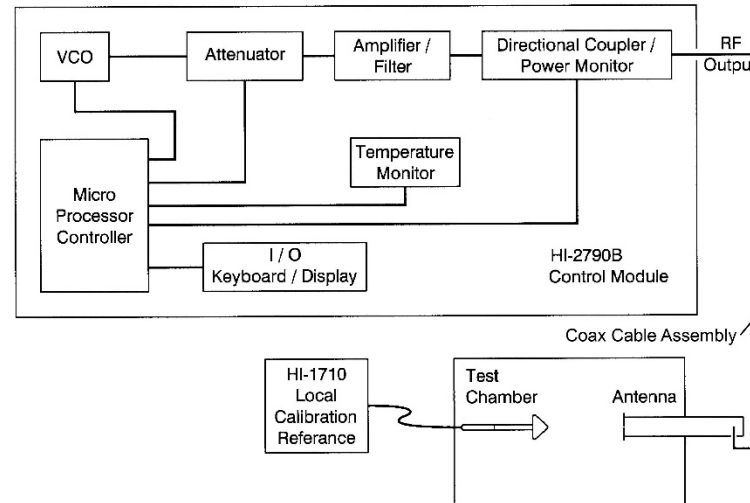 VCO
Attenuator
Amplifier /
Filter
Directional Coupler /
Power Monitor
RF
Output
Micro
Processor
Controller
Temperature
Monitor
I / O
Keyboard / Display
HI-2790B
Control Module
Coax Cable Assembly
HI-1710
Local
Calibration
Referance
Test
Chamber
Antenna